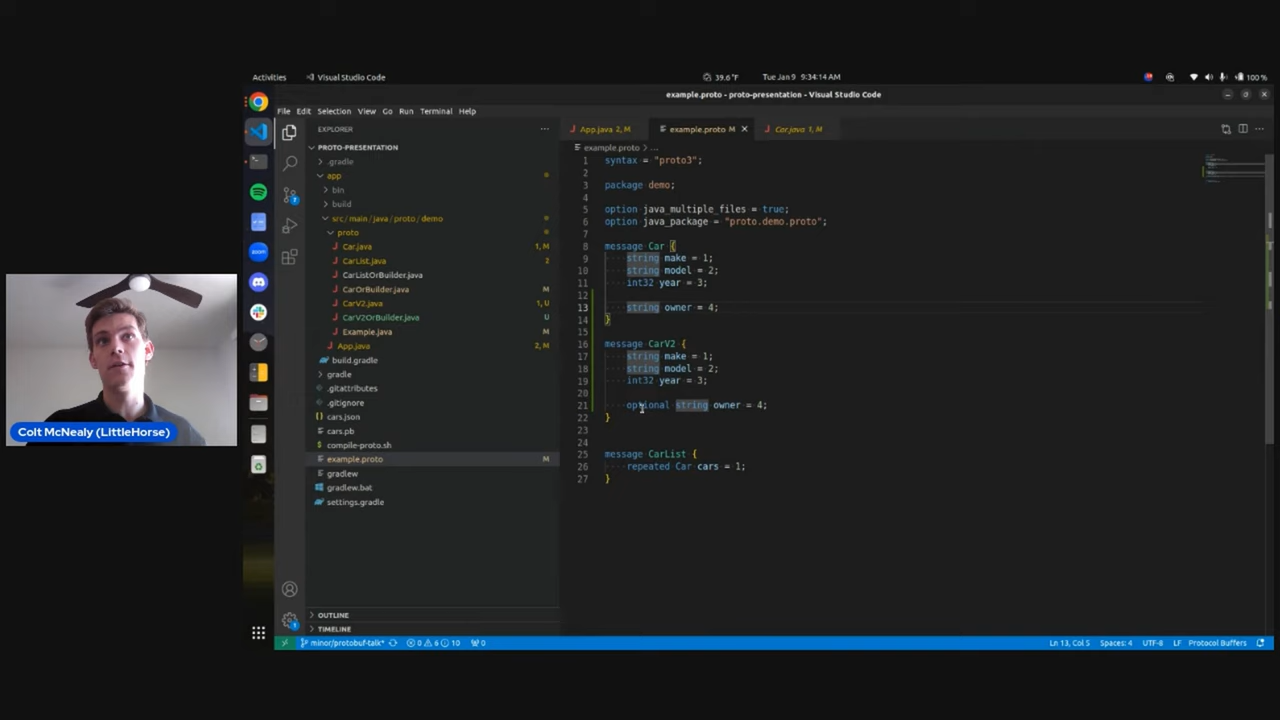 Activities
Visual Studio Code
39.6 °F
Tue Jan 9 9:34:14 AM
100 %
example.proto - proto-presentation - Visual Studio Code
File Edit Selection View Go Run Terminal Help
EXPLORER
PROTO-PRESENTATION
.gradle
app
bin
build
src/main/java/proto/demo
proto
Car.java 1, M
CarList.java 2
CarListOrBuilder.java
CarOrBuilder.java M
CarV2.java 1, U
CarV2OrBuilder.java U
Example.java M
App.java 2, M
build.gradle
gradle
.gitattributes
.gitignore
cars.json
cars.pb
compile-proto.sh
example.proto M
gradlew
gradlew.bat
settings.gradle
OUTLINE
TIMELINE
App.java 2, M
example.proto M
Car.java 1, M
example.proto > ...
1 syntax = "proto3";
2
3 package demo;
4
5 option java_multiple_files = true;
6 option java_package = "proto.demo.proto";
7
8 message Car {
9 string make = 1;
10 string model = 2;
11 int32 year = 3;
12
13 string owner = 4;
14 }
15
16 message CarV2 {
17 string make = 1;
18 string model = 2;
19 int32 year = 3;
20
21 optional string owner = 4;
22 }
23
24
25 message CarList {
26 repeated Car cars = 1;
27 }
Colt McNealy (LittleHorse)
minor/protobuf-talk* 0 6 10 0
Ln 13, Col 5 Spaces: 4 UTF-8 LF Protocol Buffers